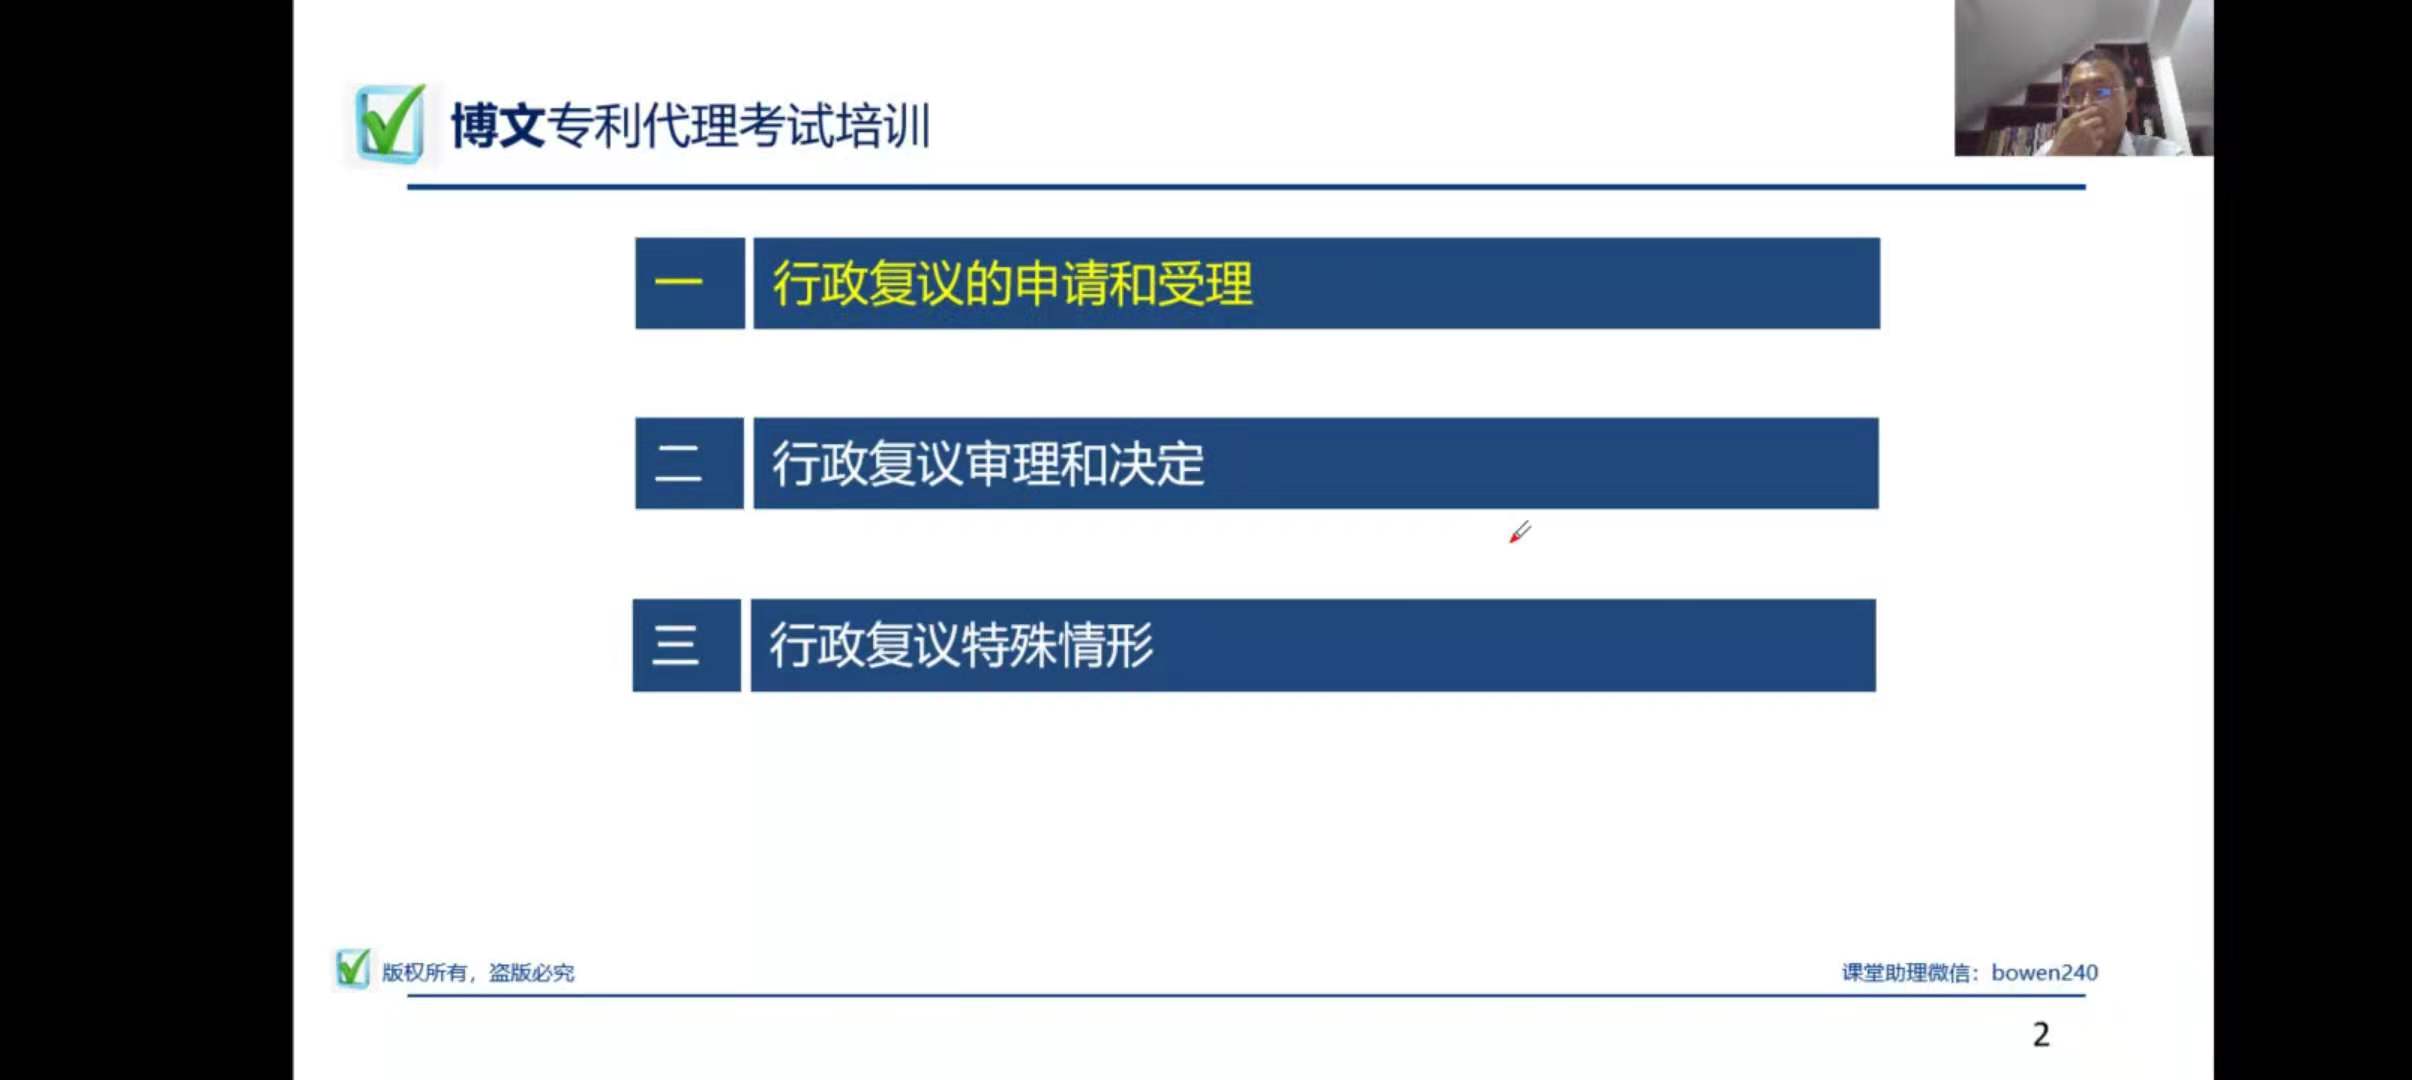 博文专利代理考试培训
一 行政复议的申请和受理
二 行政复议审理和决定
三 行政复议特殊情形
版权所有，盗版必究
课堂助理微信：bowen240
2